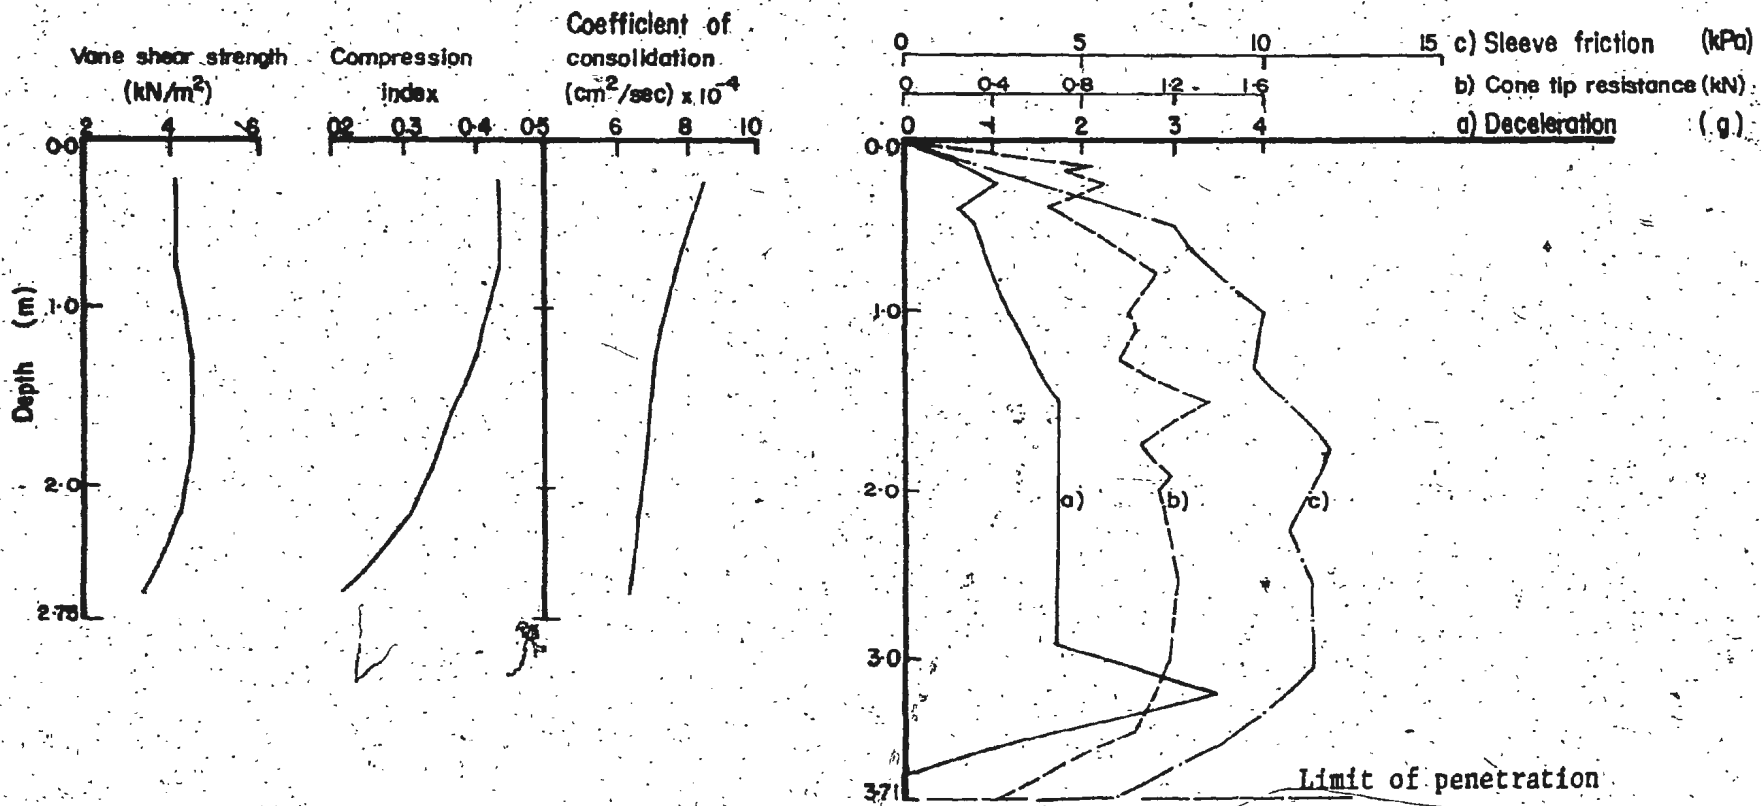 Vane shear strength
(kN/m²)
2 4 6
Compression
index
0.2 0.3 0.4 0.5
Coefficient of
consolidation
(cm²/sec) x 10⁻⁴
6 8 10
0.0
1.0
2.0
2.75
Depth (m)
0 5 10 15 c) Sleeve friction (kPa)
0 0.4 0.8 1.2 1.6 b) Cone tip resistance (kN)
0 1 2 3 4 a) Deceleration (g)
0.0
1.0
2.0
3.0
3.71
a)
b)
c)
Limit of penetration